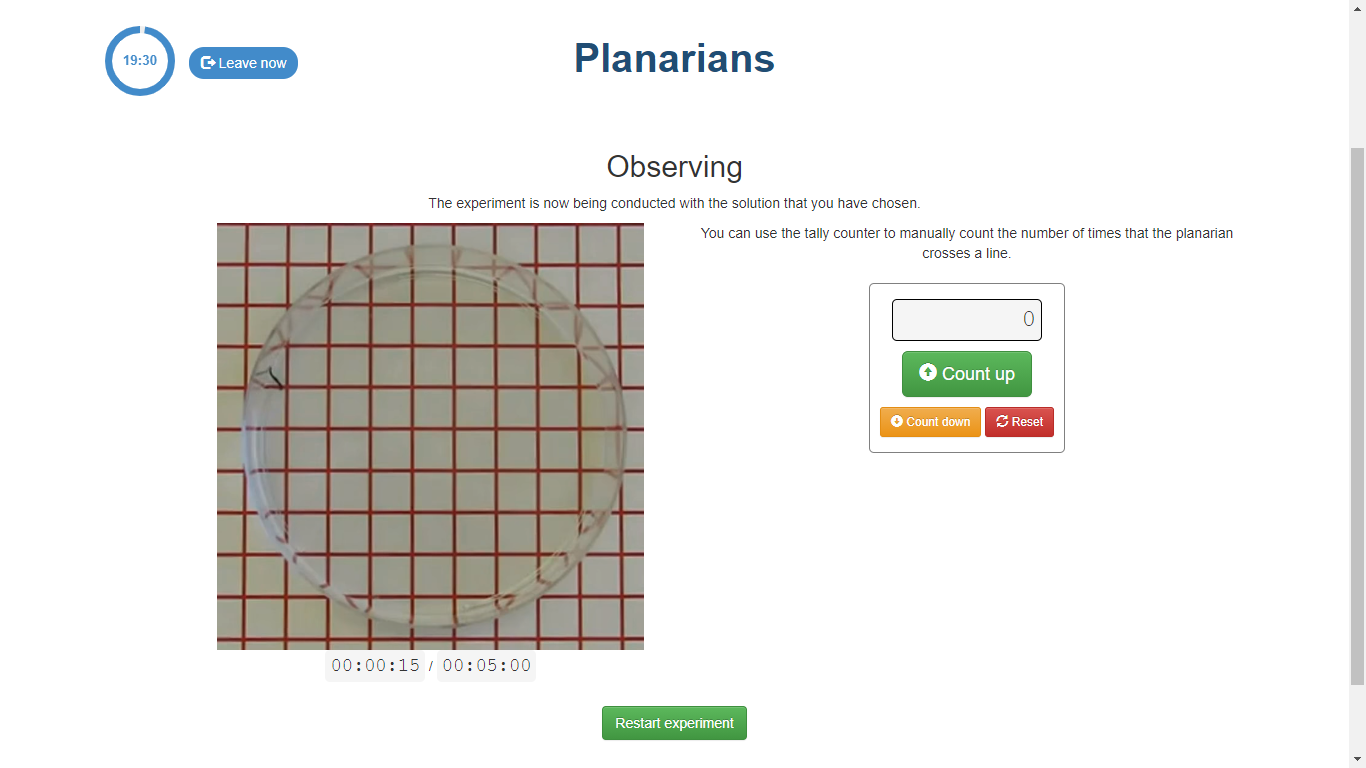 19:30
Leave now
Planarians
Observing
The experiment is now being conducted with the solution that you have chosen.
You can use the tally counter to manually count the number of times that the planarian
crosses a line.
0
Count up
Count down
Reset
00:00:15 / 00:05:00
Restart experiment